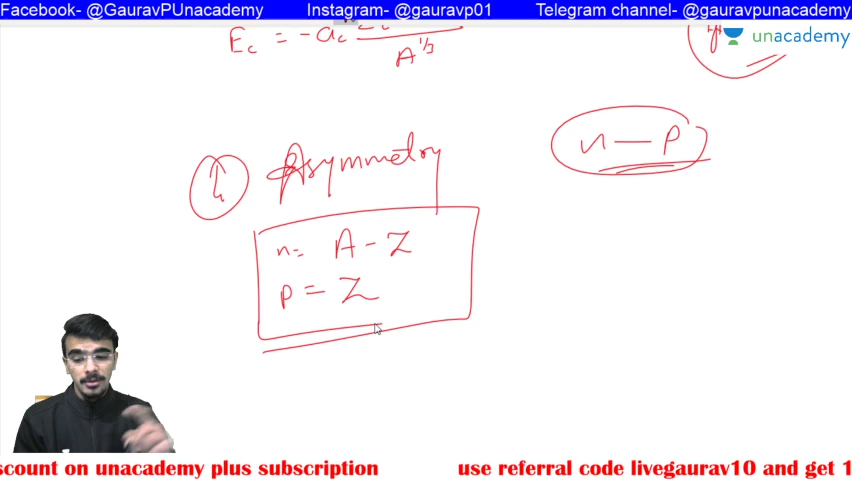 Facebook- @GauravPUnacademy Instagram- @gauravp01 Telegram channel- @gauravpunacademy
unacademy
E_c = -a_c
A^1/3
4 Asymmetry
n — p
n = A - Z
p = Z
scount on unacademy plus subscription use referral code livegaurav10 and get 1